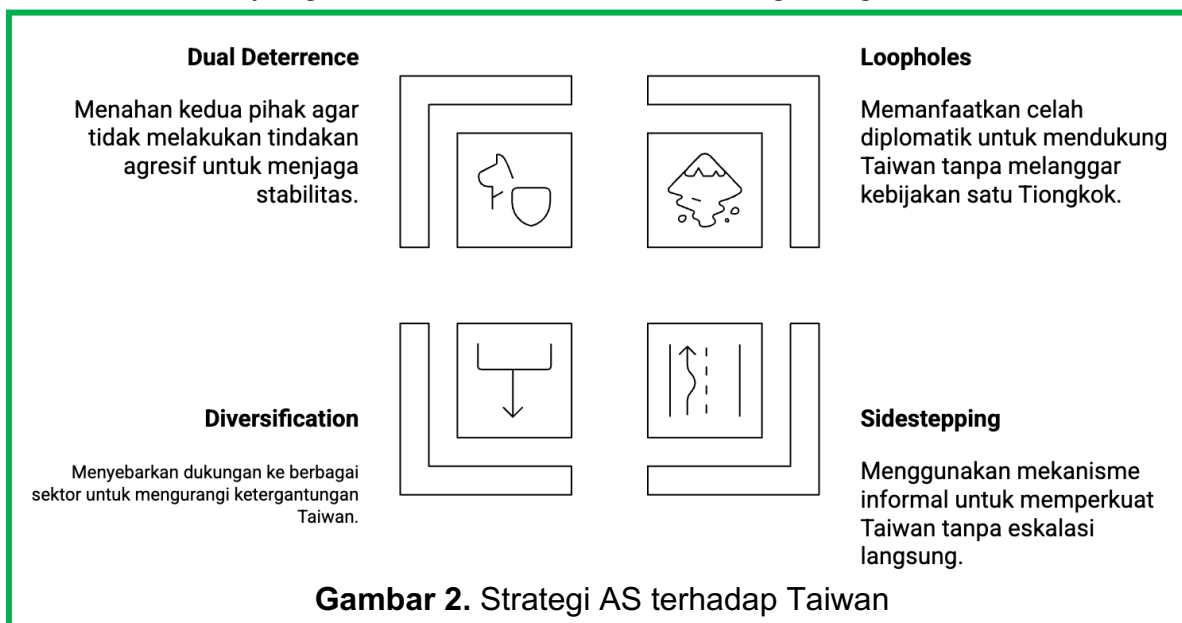 Dual Deterrence
Menahan kedua pihak agar
tidak melakukan tindakan
agresif untuk menjaga
stabilitas.
Loopholes
Memanfaatkan celah
diplomatik untuk mendukung
Taiwan tanpa melanggar
kebijakan satu Tiongkok.
Diversification
Menyebarkan dukungan ke berbagai
sektor untuk mengurangi ketergantungan
Taiwan.
Sidestepping
Menggunakan mekanisme
informal untuk memperkuat
Taiwan tanpa eskalasi
langsung.
Gambar 2. Strategi AS terhadap Taiwan